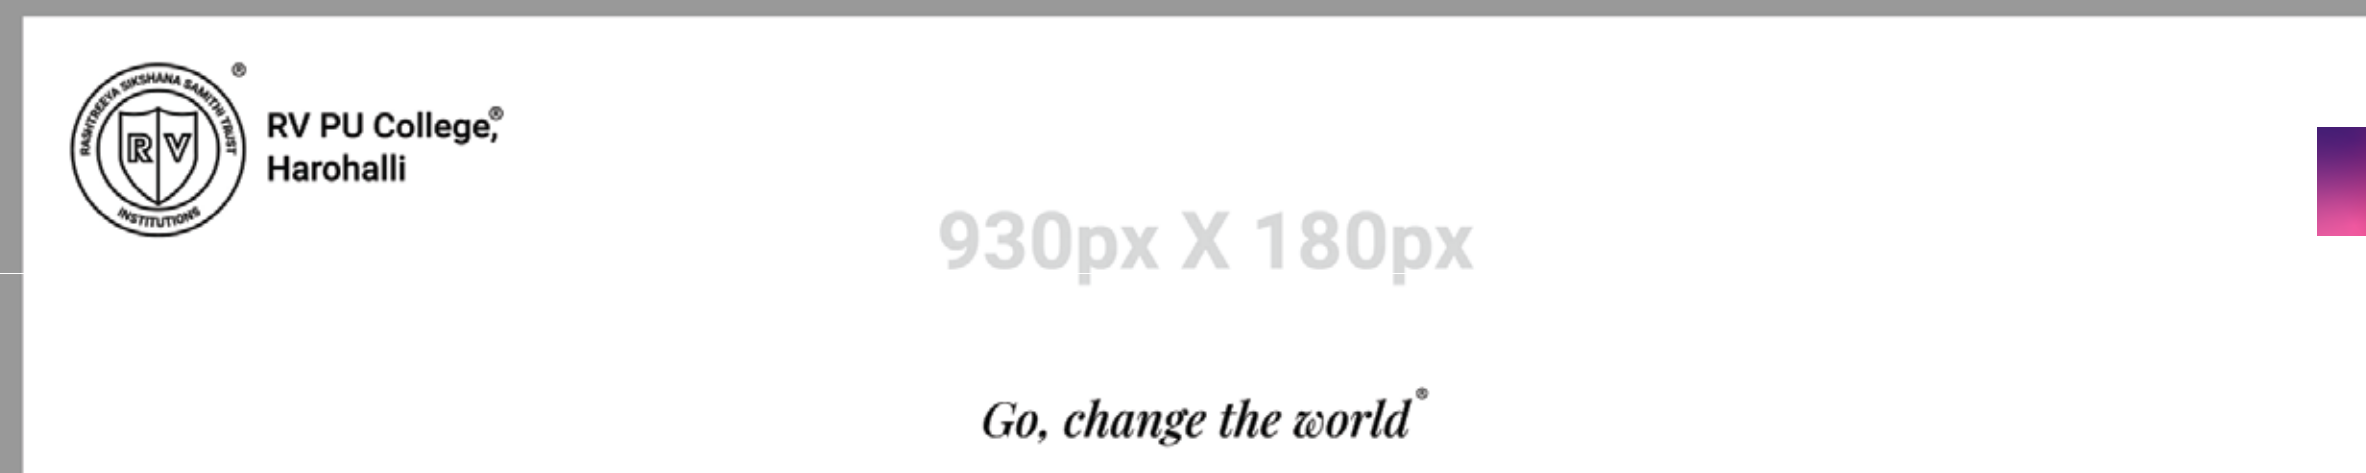 RASHTREEYA SIKSHANA SAMITHI TRUST
RV
INSTITUTIONS
®
RV PU College,®
Harohalli
930px X 180px
Go, change the world®